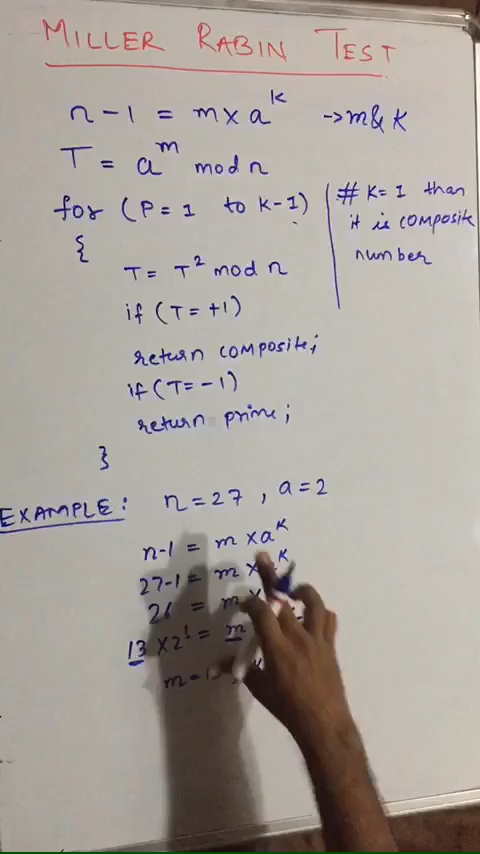 MILLER RABIN TEST
n-1 = m x a^k → m & k
T = a^m mod n
for (P=1 to k-1)
# K=1 than
it is composite
number
{
T = T^2 mod n
if (T = +1)
return composite;
if (T = -1)
return prime;
}
EXAMPLE: n = 27, a = 2
n-1 = m x a^k
27-1 = m x k
26 = m x
13 x 2^1 = m
m = 1